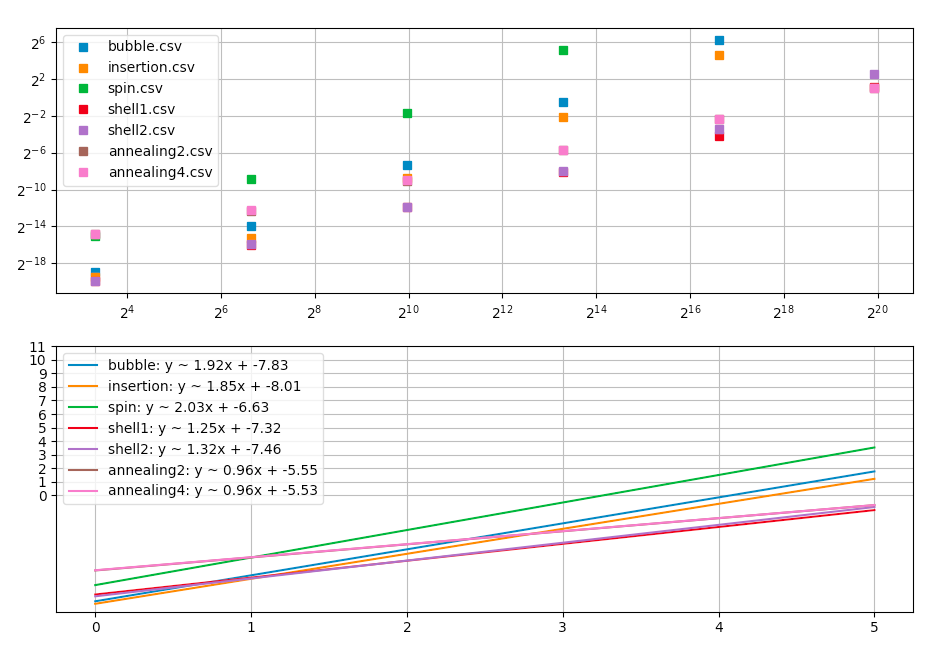 2^6
2^2
2^−2
2^−6
2^−10
2^−14
2^−18
bubble.csv
insertion.csv
spin.csv
shell1.csv
shell2.csv
annealing2.csv
annealing4.csv
2^4 2^6 2^8 2^10 2^12 2^14 2^16 2^18 2^20
11
10
9
8
7
6
5
4
3
2
1
0
bubble: y ~ 1.92x + -7.83
insertion: y ~ 1.85x + -8.01
spin: y ~ 2.03x + -6.63
shell1: y ~ 1.25x + -7.32
shell2: y ~ 1.32x + -7.46
annealing2: y ~ 0.96x + -5.55
annealing4: y ~ 0.96x + -5.53
0 1 2 3 4 5